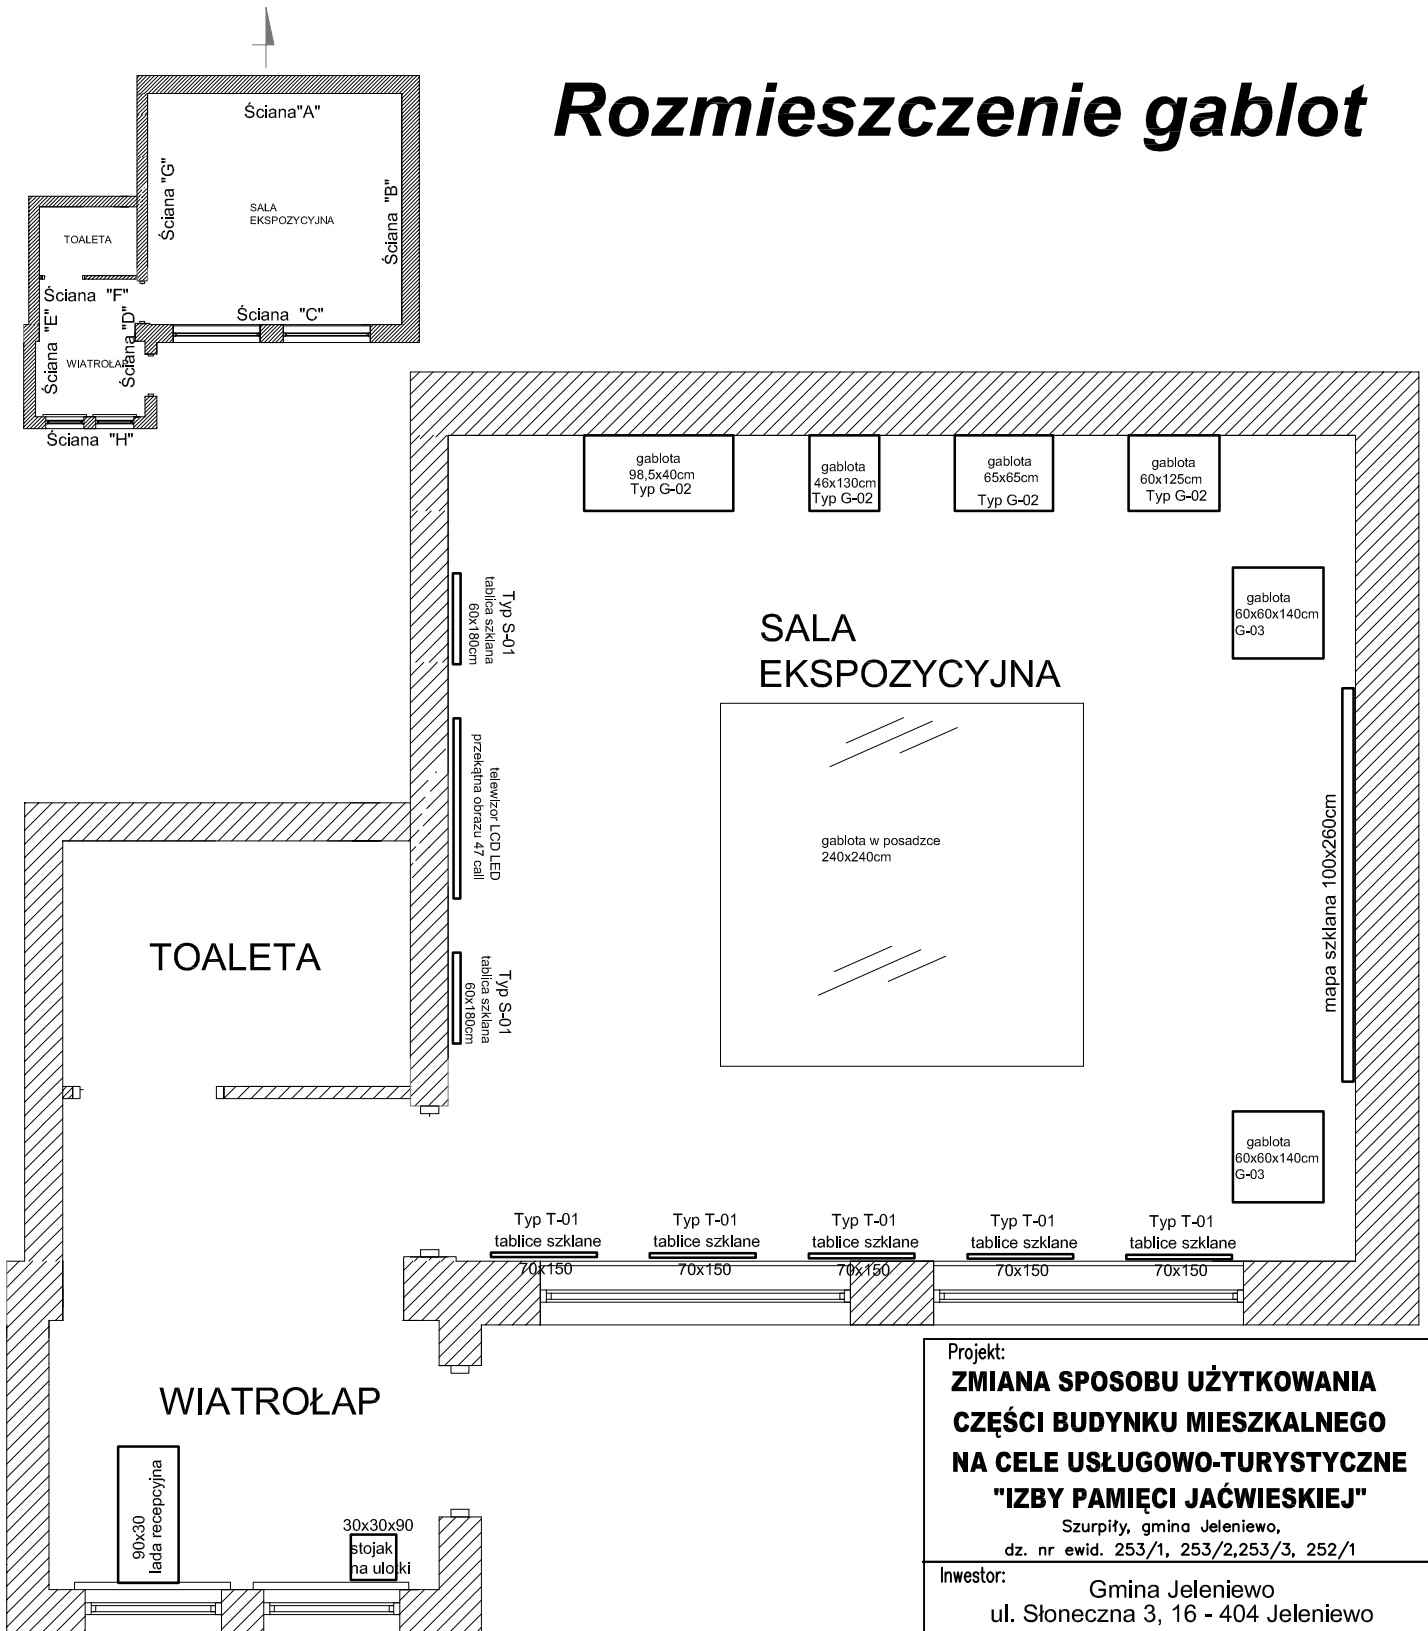 Rozmieszczenie gablot
Ściana"A"
Ściana "G"
Ściana "B"
SALA
EKSPOZYCYJNA
TOALETA
Ściana "F"
Ściana "E"
Ściana "D"
Ściana "C"
WIATROŁAP
Ściana "H"
gablota
98,5x40cm
Typ G-02
gablota
46x130cm
Typ G-02
gablota
65x65cm
Typ G-02
gablota
60x125cm
Typ G-02
Typ S-01
tablica szklana
60x180cm
SALA
EKSPOZYCYJNA
gablota
60x60x140cm
G-03
telewizor LCD LED
przekątna obrazu 47 call
gablota w posadzce
240x240cm
mapa szklana 100x260cm
TOALETA
Typ S-01
tablica szklana
60x180cm
gablota
60x60x140cm
G-03
Typ T-01
tablice szklane
70x150
Typ T-01
tablice szklane
70x150
Typ T-01
tablice szklane
70x150
Typ T-01
tablice szklane
70x150
Typ T-01
tablice szklane
70x150
WIATROŁAP
90x30
lada recepcyjna
30x30x90
stojak
na ulotki
Projekt:
ZMIANA SPOSOBU UŻYTKOWANIA
CZĘŚCI BUDYNKU MIESZKALNEGO
NA CELE USŁUGOWO-TURYSTYCZNE
"IZBY PAMIĘCI JAĆWIESKIEJ"
Szurpiły, gmina Jeleniewo,
dz. nr ewid. 253/1, 253/2,253/3, 252/1
Inwestor:
Gmina Jeleniewo
ul. Słoneczna 3, 16 - 404 Jeleniewo